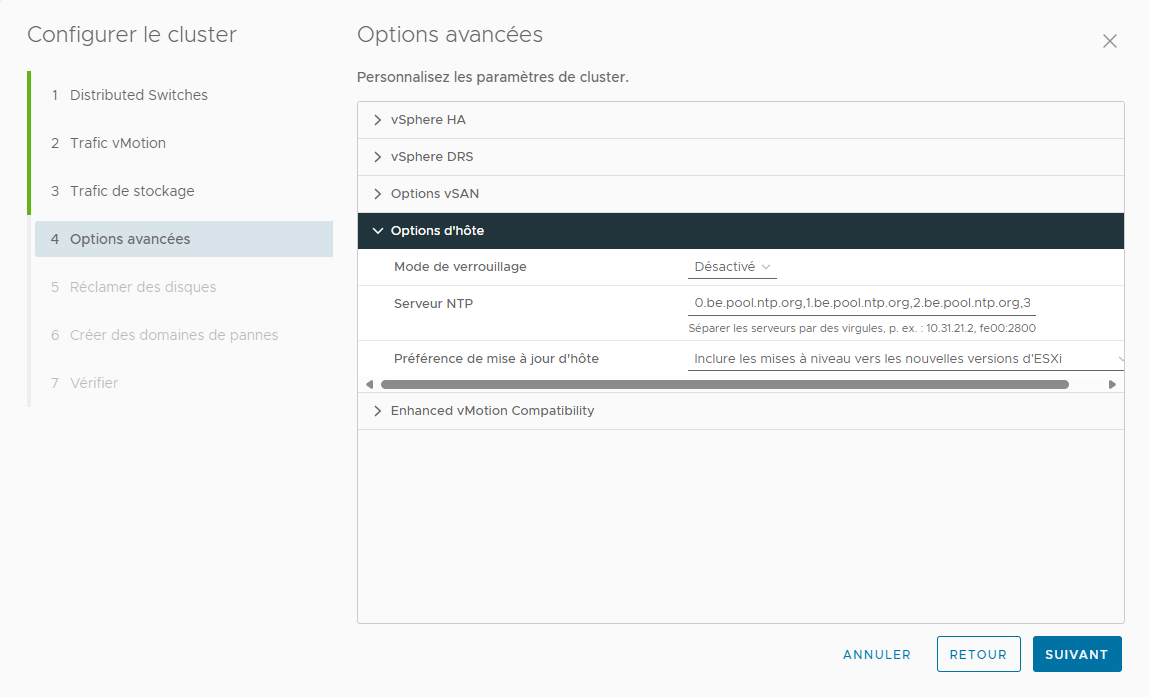 Configurer le cluster
1 Distributed Switches
2 Trafic vMotion
3 Trafic de stockage
4 Options avancées
5 Réclamer des disques
6 Créer des domaines de pannes
7 Vérifier
Options avancées
Personnalisez les paramètres de cluster.
vSphere HA
vSphere DRS
Options vSAN
Options d'hôte
Mode de verrouillage Désactivé
Serveur NTP 0.be.pool.ntp.org,1.be.pool.ntp.org,2.be.pool.ntp.org,3
Séparer les serveurs par des virgules, p. ex. : 10.31.21.2, fe00:2800
Préférence de mise à jour d'hôte Inclure les mises à niveau vers les nouvelles versions d'ESXi
Enhanced vMotion Compatibility
ANNULER RETOUR SUIVANT